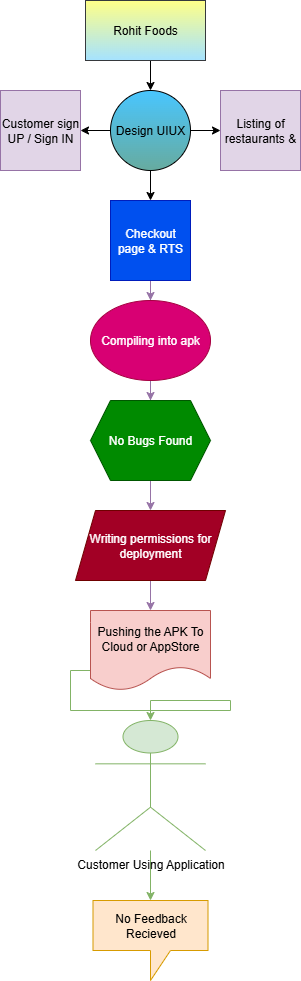 Rohit Foods
Customer sign
UP / Sign IN
Design UIUX
Listing of
restaurants &
Checkout
page & RTS
Compiling into apk
No Bugs Found
Writing permissions for
deployment
Pushing the APK To
Cloud or AppStore
Customer Using Application
No Feedback
Recieved